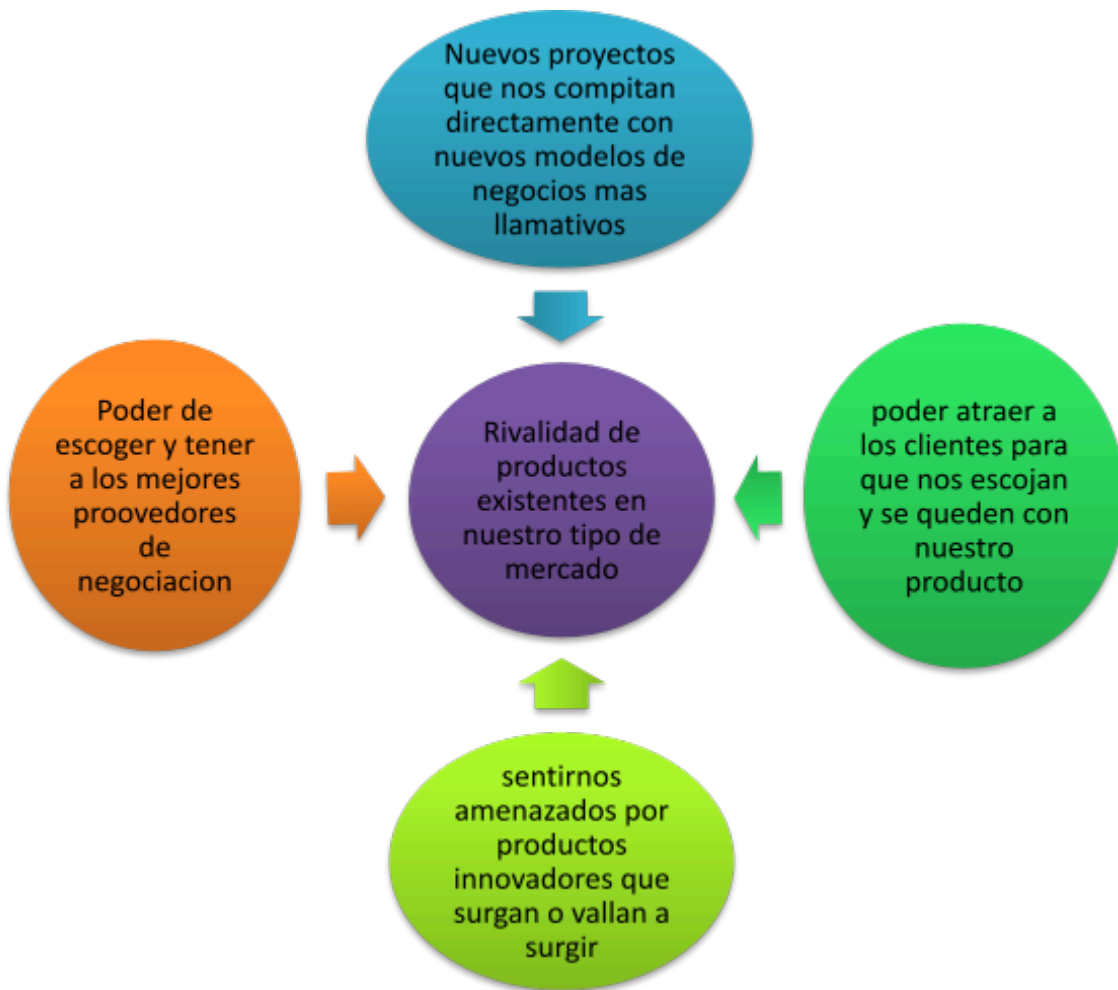 Nuevos proyectos
que nos compitan
directamente con
nuevos modelos de
negocios mas
llamativos
Poder de
escoger y tener
a los mejores
proovedores
de
negociacion
Rivalidad de
productos
existentes en
nuestro tipo de
mercado
poder atraer a
los clientes para
que nos escojan
y se queden con
nuestro
producto
sentirnos
amenazados por
productos
innovadores que
surgan o vallan a
surgir